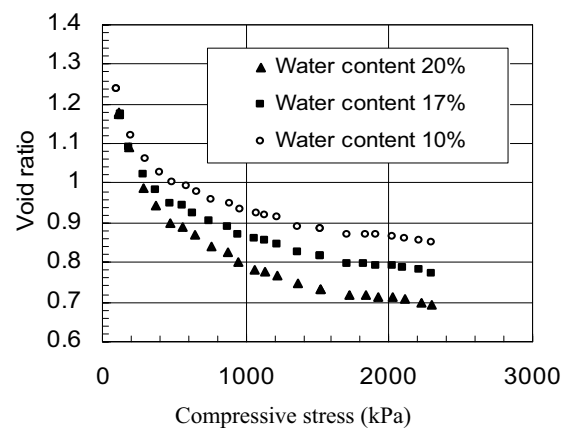 1.4
1.3
1.2
1.1
1
0.9
0.8
0.7
0.6
Void ratio
Water content 20%
Water content 17%
Water content 10%
0 1000 2000 3000
Compressive stress (kPa)